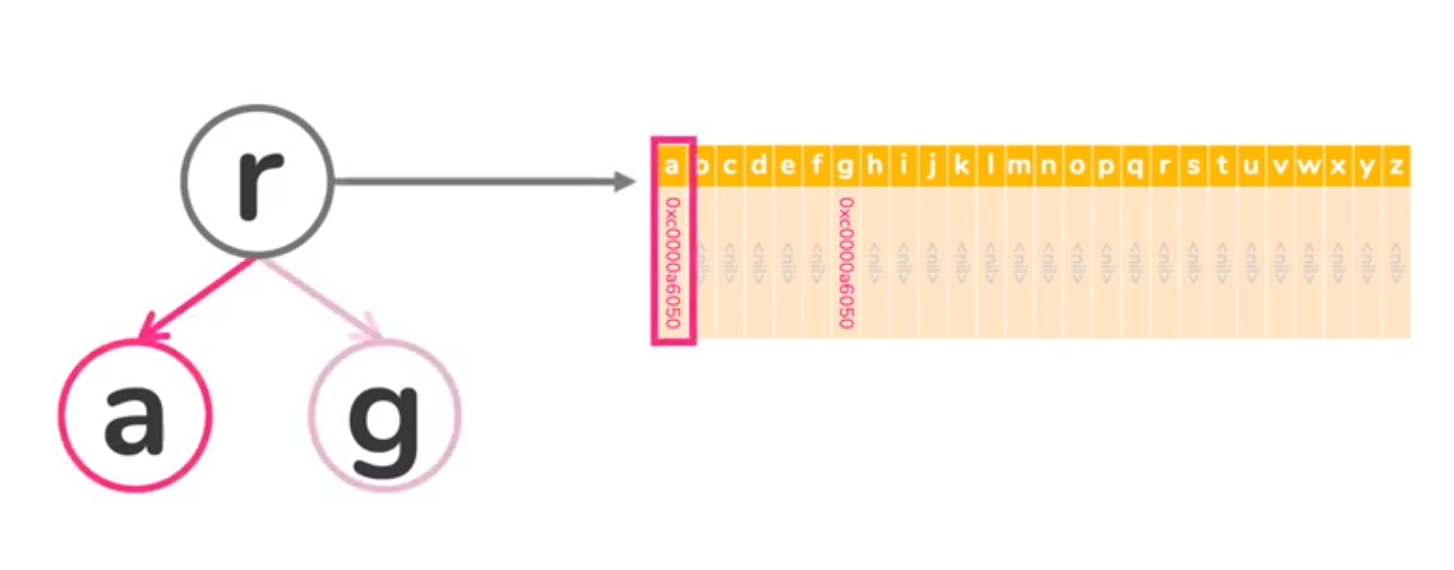 r
a b c d e f g h i j k l m n o p q r s t u v w x y z
0xc0000a6050 <nil> <nil> <nil> <nil> <nil> 0xc0000a6050 <nil> <nil> <nil> <nil> <nil> <nil> <nil> <nil> <nil> <nil> <nil> <nil> <nil> <nil> <nil> <nil> <nil> <nil> <nil>
a g